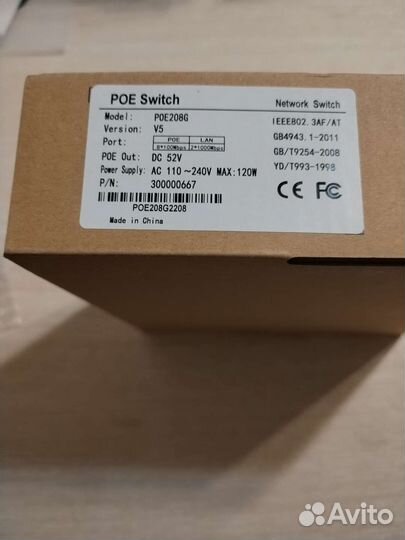 POE Switch
Network Switch
Model: POE208G
IEEE802.3AF/AT
Version: V5
GB4943.1-2011
Port: POE LAN
8*100Mbps 2*1000Mbps
GB/T9254-2008
POE Out: DC 52V
YD/T993-1998
Power Supply: AC 110～240V MAX:120W
P/N: 300000667
CE FC
POE208G2208
Made in China
Avito